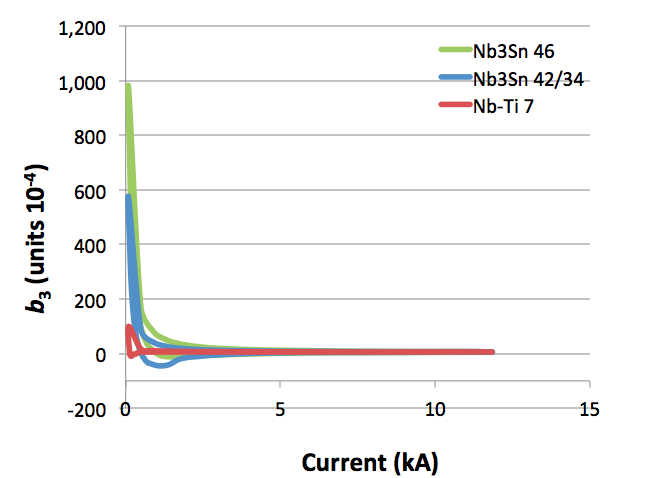 1,200
1,000
800
600
400
200
0
-200
b3 (units 10-4)
Nb3Sn 46
Nb3Sn 42/34
Nb-Ti 7
0 5 10 15
Current (kA)